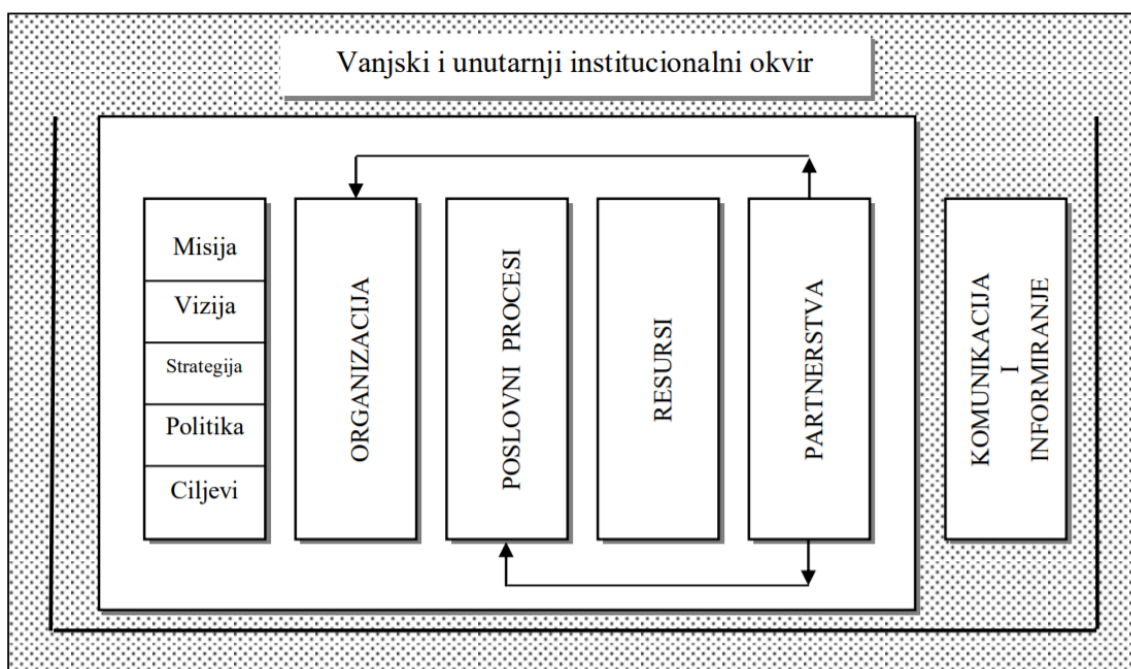 Vanjski i unutarnji institucionalni okvir
Misija
Vizija
Strategija
Politika
Ciljevi
ORGANIZACIJA
POSLOVNI PROCESI
RESURSI
PARTNERSTVA
KOMUNIKACIJA
I
INFORMIRANJE